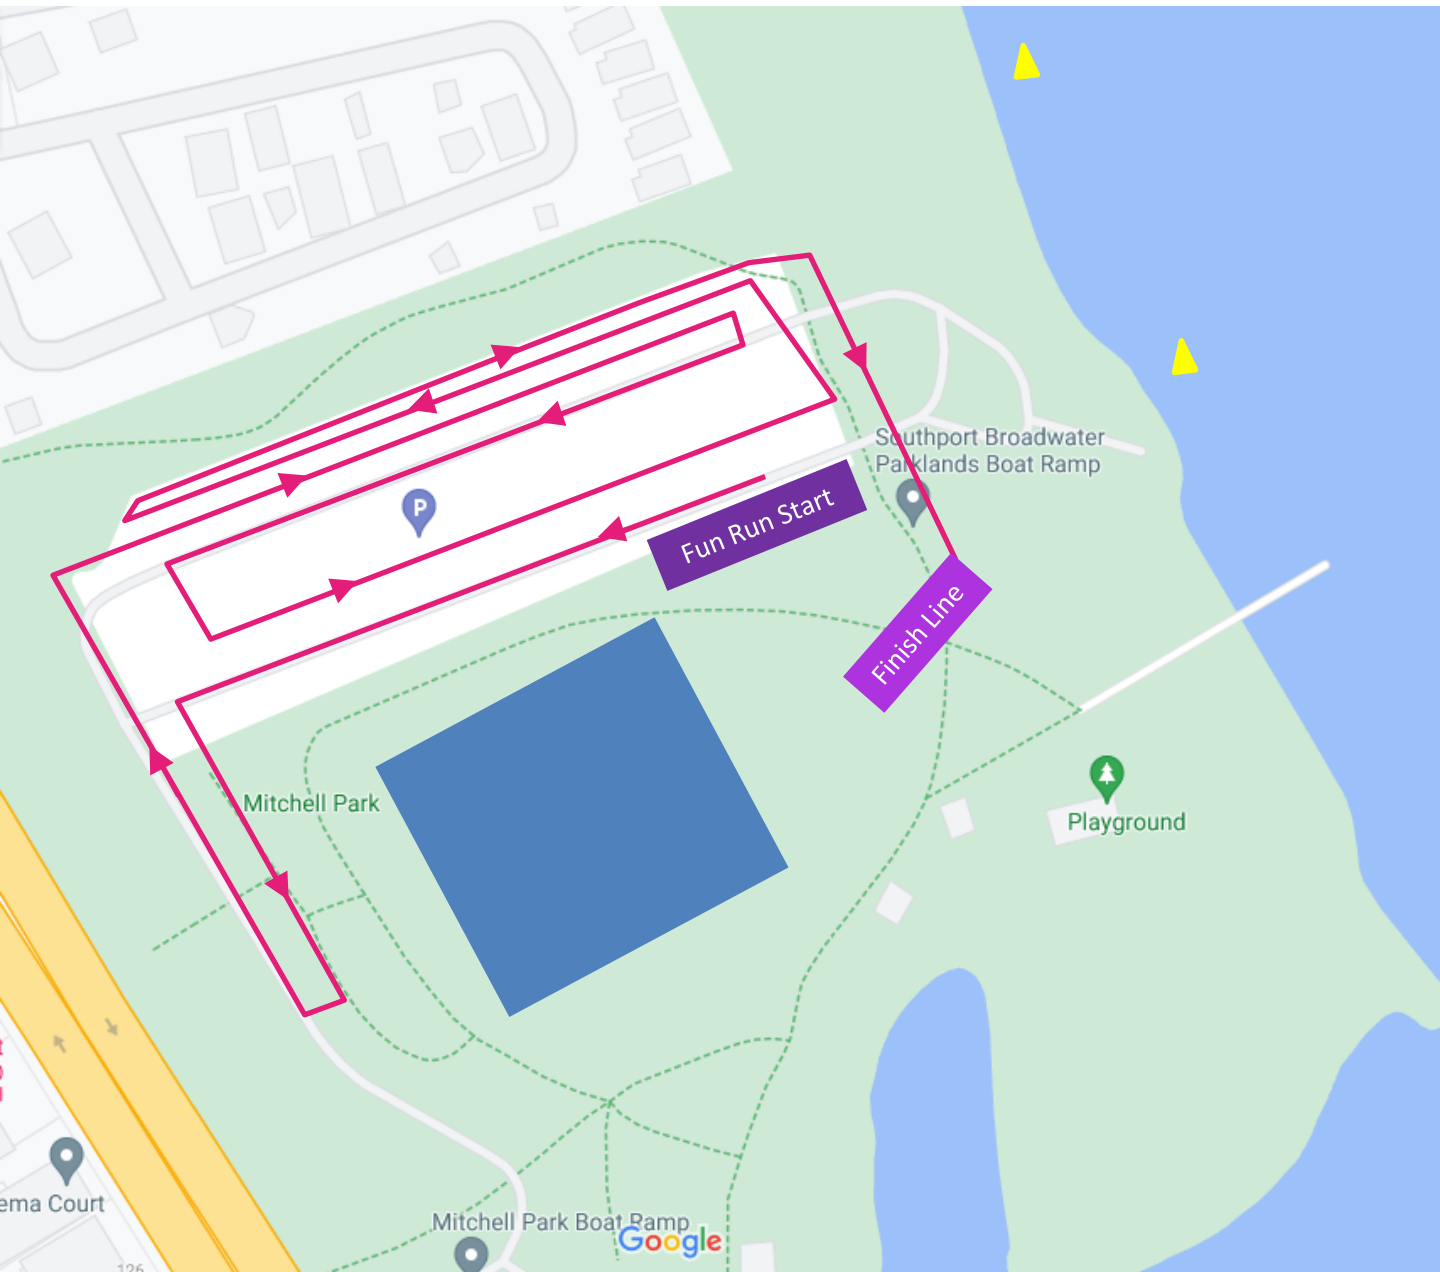 Southport Broadwater
Parklands Boat Ramp
P
Fun Run Start
Finish Line
Mitchell Park
Playground
ema Court
Mitchell Park Boat Ramp
Google
126